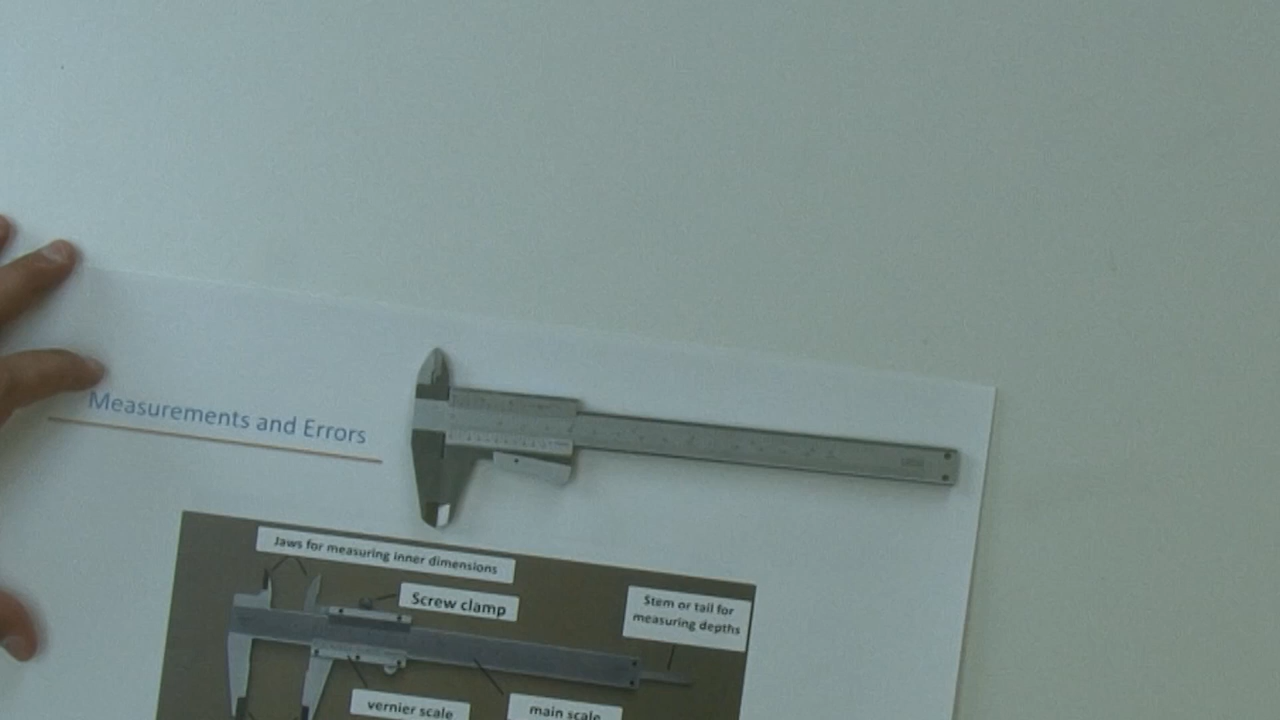 Measurements and Errors
Jaws for measuring inner dimensions
Screw clamp
Stem or tail for
measuring depths
vernier scale
main scale